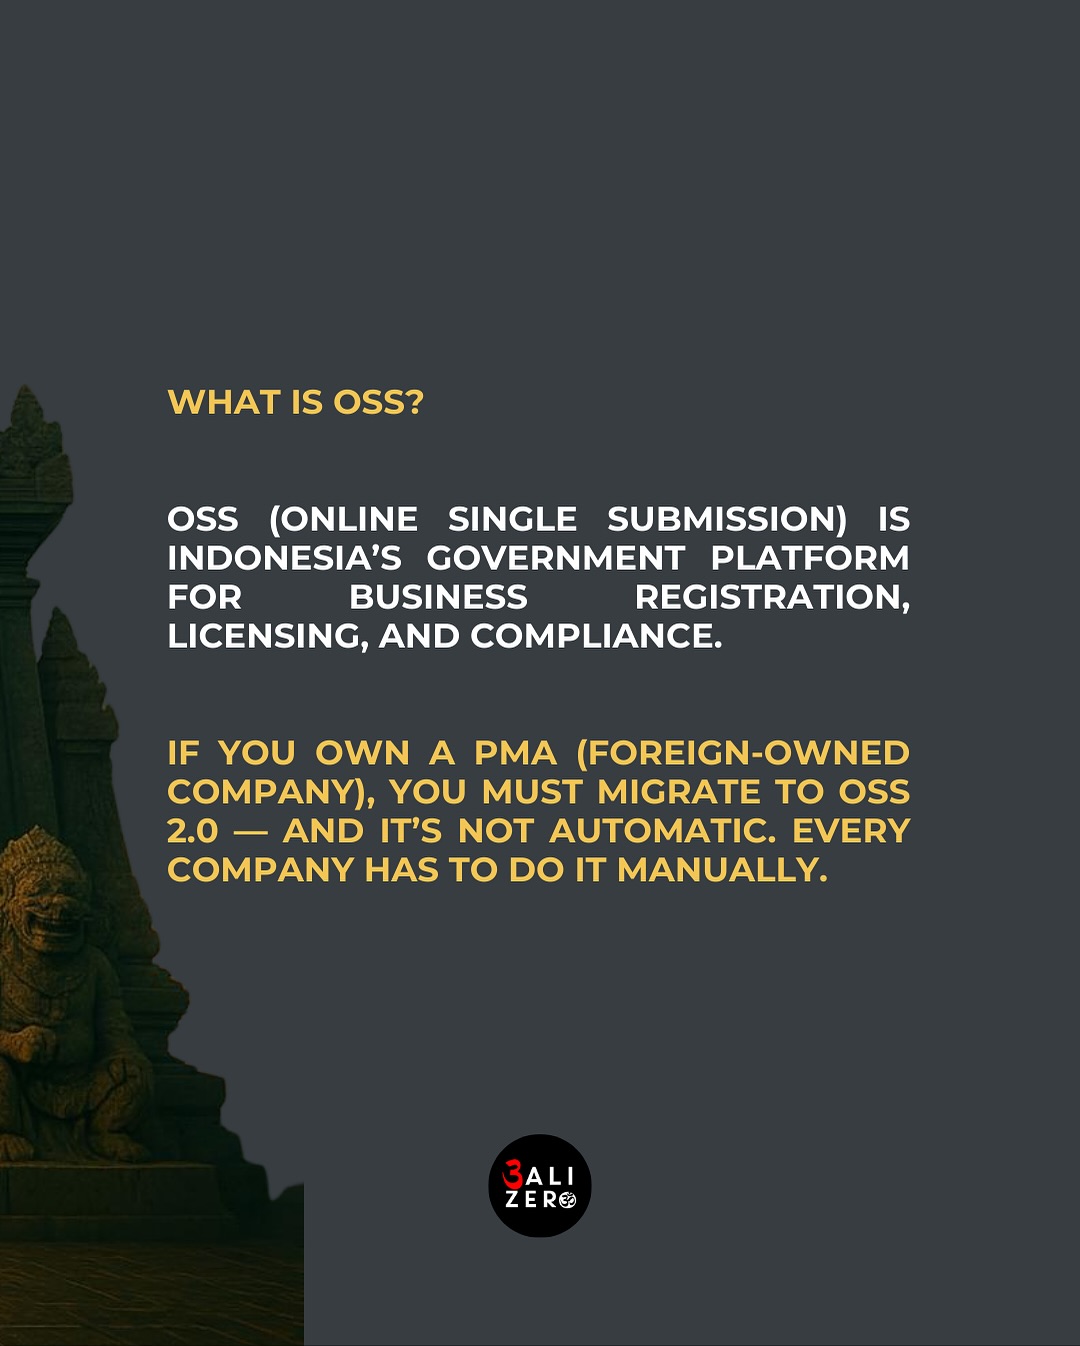 WHAT IS OSS?
OSS (ONLINE SINGLE SUBMISSION) IS
INDONESIA’S GOVERNMENT PLATFORM
FOR BUSINESS REGISTRATION,
LICENSING, AND COMPLIANCE.
IF YOU OWN A PMA (FOREIGN-OWNED
COMPANY), YOU MUST MIGRATE TO OSS
2.0 — AND IT’S NOT AUTOMATIC. EVERY
COMPANY HAS TO DO IT MANUALLY.
3ALI
ZERO